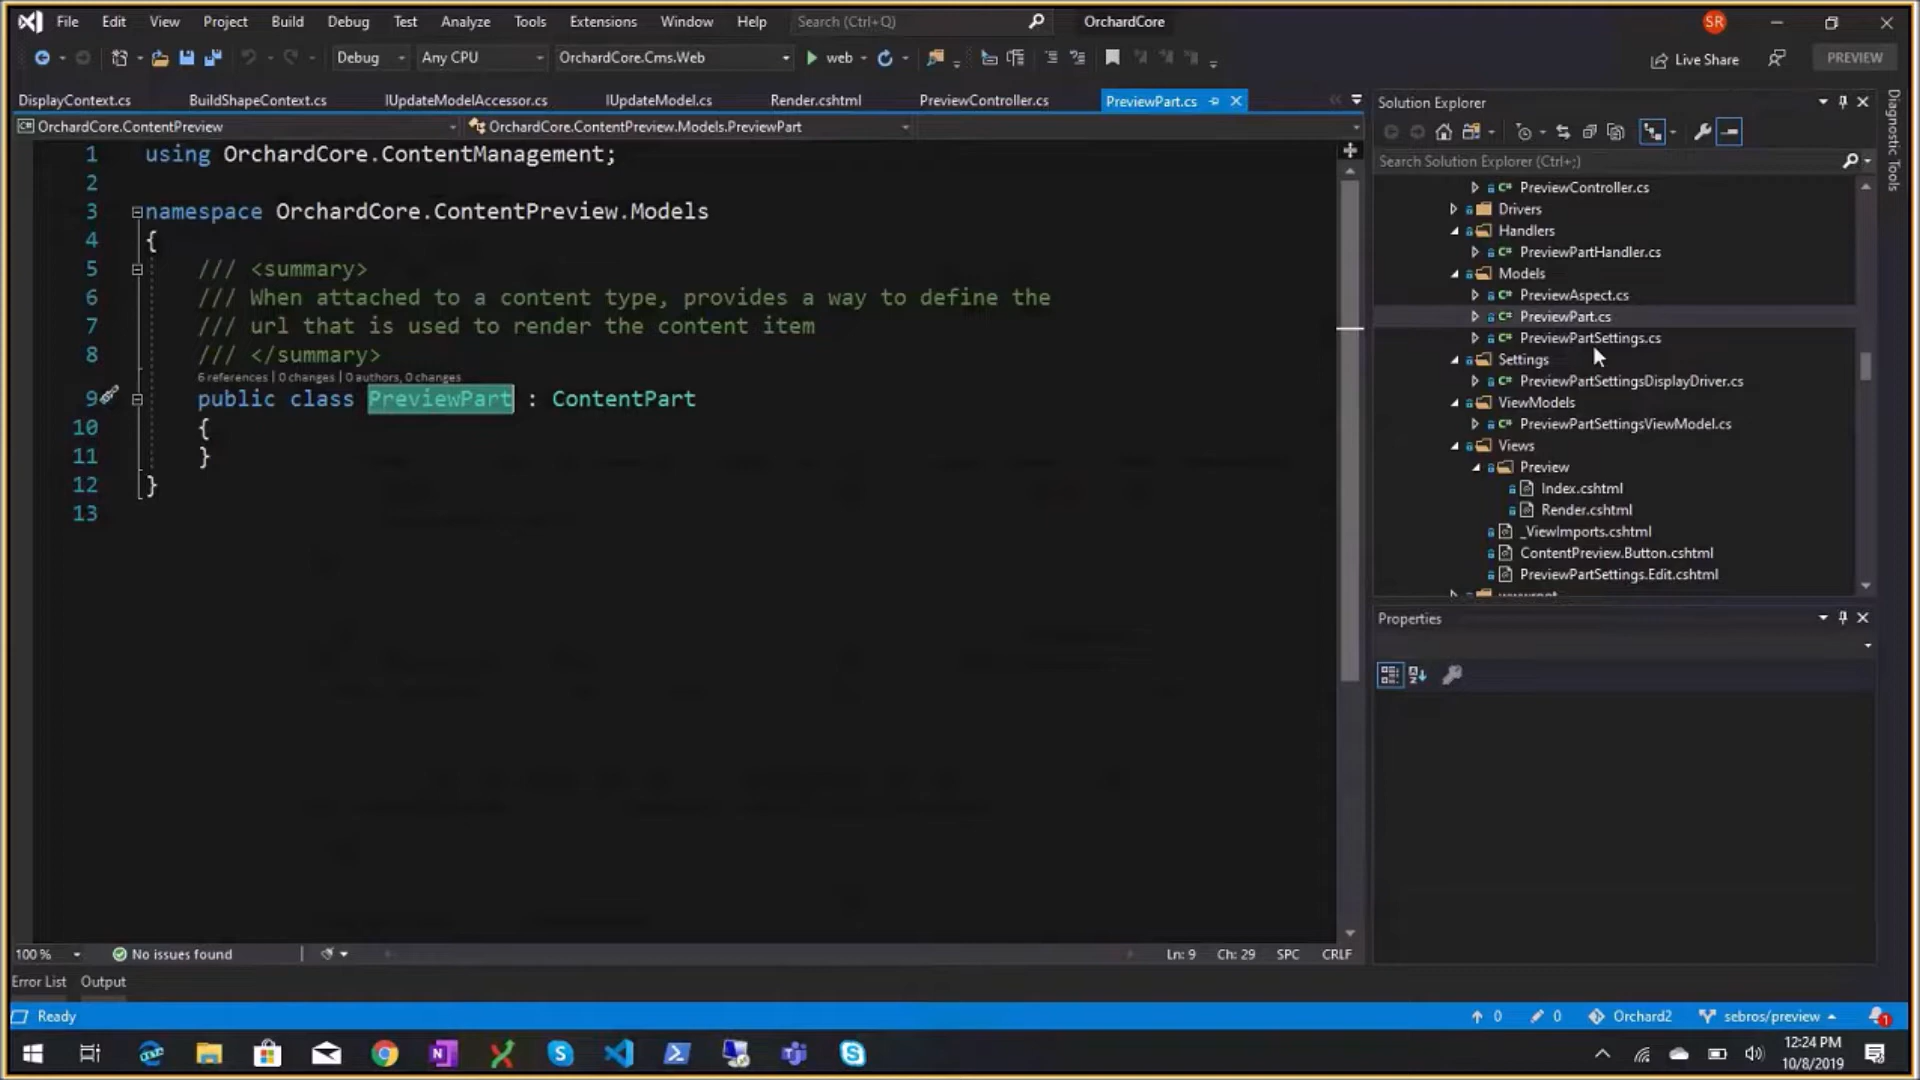 File Edit View Project Build Debug Test Analyze Tools Extensions Window Help Search (Ctrl+Q) OrchardCore SR
Debug Any CPU OrchardCore.Cms.Web web Live Share PREVIEW
DisplayContext.cs BuildShapeContext.cs IUpdateModelAccessor.cs IUpdateModel.cs Render.cshtml PreviewController.cs PreviewPart.cs
OrchardCore.ContentPreview OrchardCore.ContentPreview.Models.PreviewPart
1 using OrchardCore.ContentManagement;
2
3 namespace OrchardCore.ContentPreview.Models
4 {
5 /// <summary>
6 /// When attached to a content type, provides a way to define the
7 /// url that is used to render the content item
8 /// </summary>
6 references | 0 changes | 0 authors, 0 changes
9 public class PreviewPart : ContentPart
10 {
11 }
12 }
13
100 % No issues found Ln: 9 Ch: 29 SPC CRLF
Error List Output
Solution Explorer
Search Solution Explorer (Ctrl+;)
PreviewController.cs
Drivers
Handlers
PreviewPartHandler.cs
Models
PreviewAspect.cs
PreviewPart.cs
PreviewPartSettings.cs
Settings
PreviewPartSettingsDisplayDriver.cs
ViewModels
PreviewPartSettingsViewModel.cs
Views
Preview
Index.cshtml
Render.cshtml
_ViewImports.cshtml
ContentPreview.Button.cshtml
PreviewPartSettings.Edit.cshtml
Properties
Diagnostic Tools
Ready 0 0 Orchard2 sebros/preview 1
12:24 PM
10/8/2019